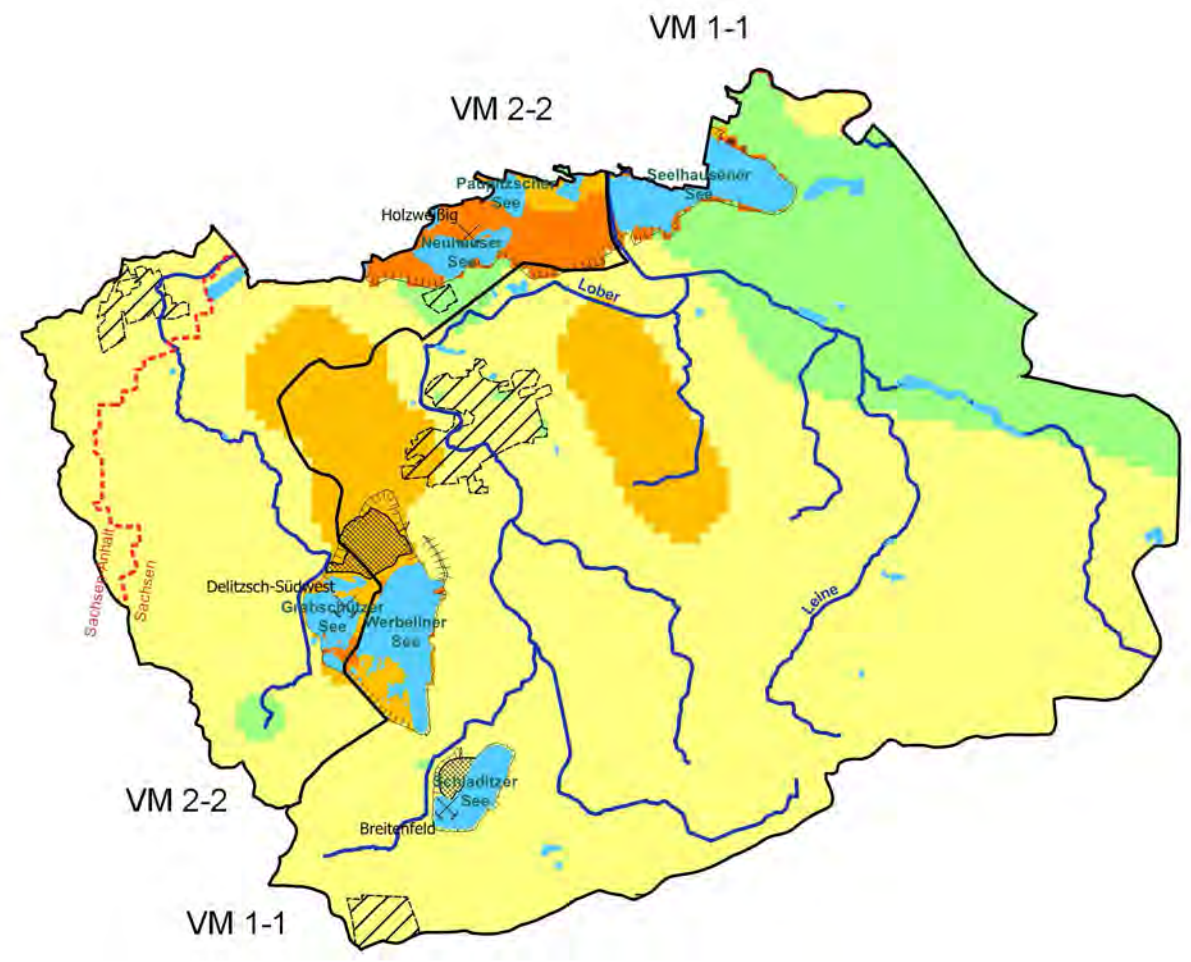 VM 1-1
VM 2-2
Seelhausener
See
Paupitzscher
See
Holzweißig
Neuhauser
See
Lober
Sachsen-Anhalt
Sachsen
Delitzsch-Südwest
Grabschützer
See
Werbeliner
See
Leine
Schladitzer
See
VM 2-2
Breitenfeld
VM 1-1